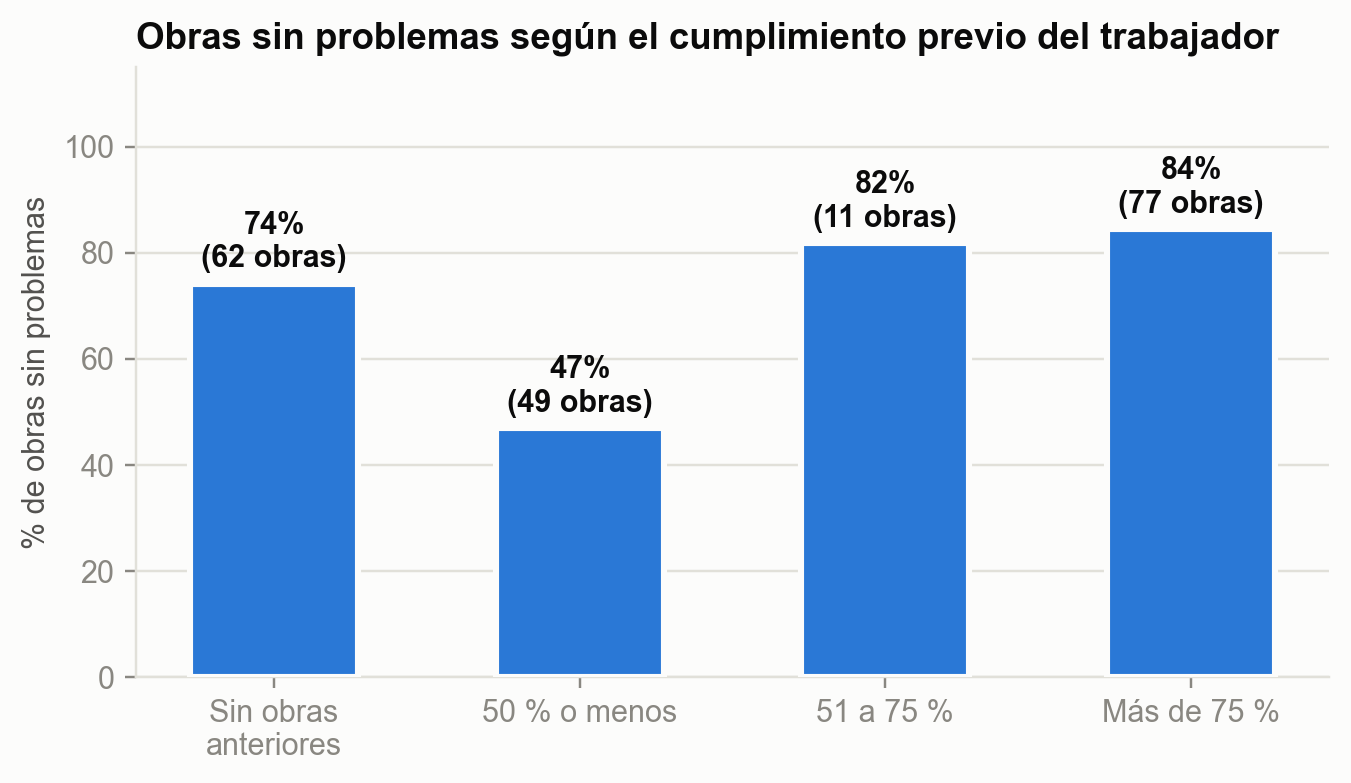 Obras sin problemas según el cumplimiento previo del trabajador
% de obras sin problemas
100
80
60
40
20
0
74%
(62 obras)
47%
(49 obras)
82%
(11 obras)
84%
(77 obras)
Sin obras
anteriores
50 % o menos
51 a 75 %
Más de 75 %